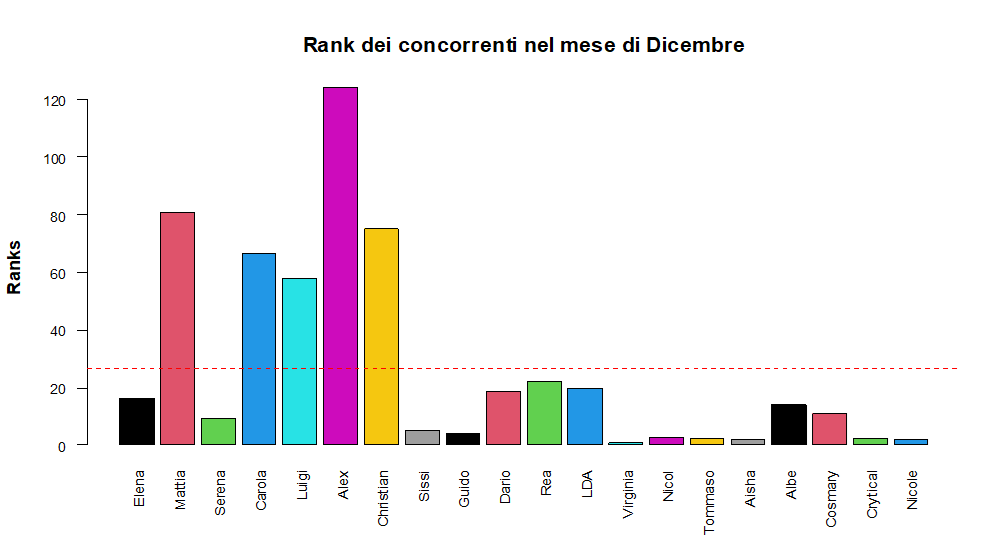 Rank dei concorrenti nel mese di Dicembre
Ranks
120
100
80
60
40
20
0
Elena
Mattia
Serena
Carola
Luigi
Alex
Christian
Sissi
Guido
Dario
Rea
LDA
Virginia
Nicol
Tommaso
Aisha
Albe
Cosmary
Crytical
Nicole